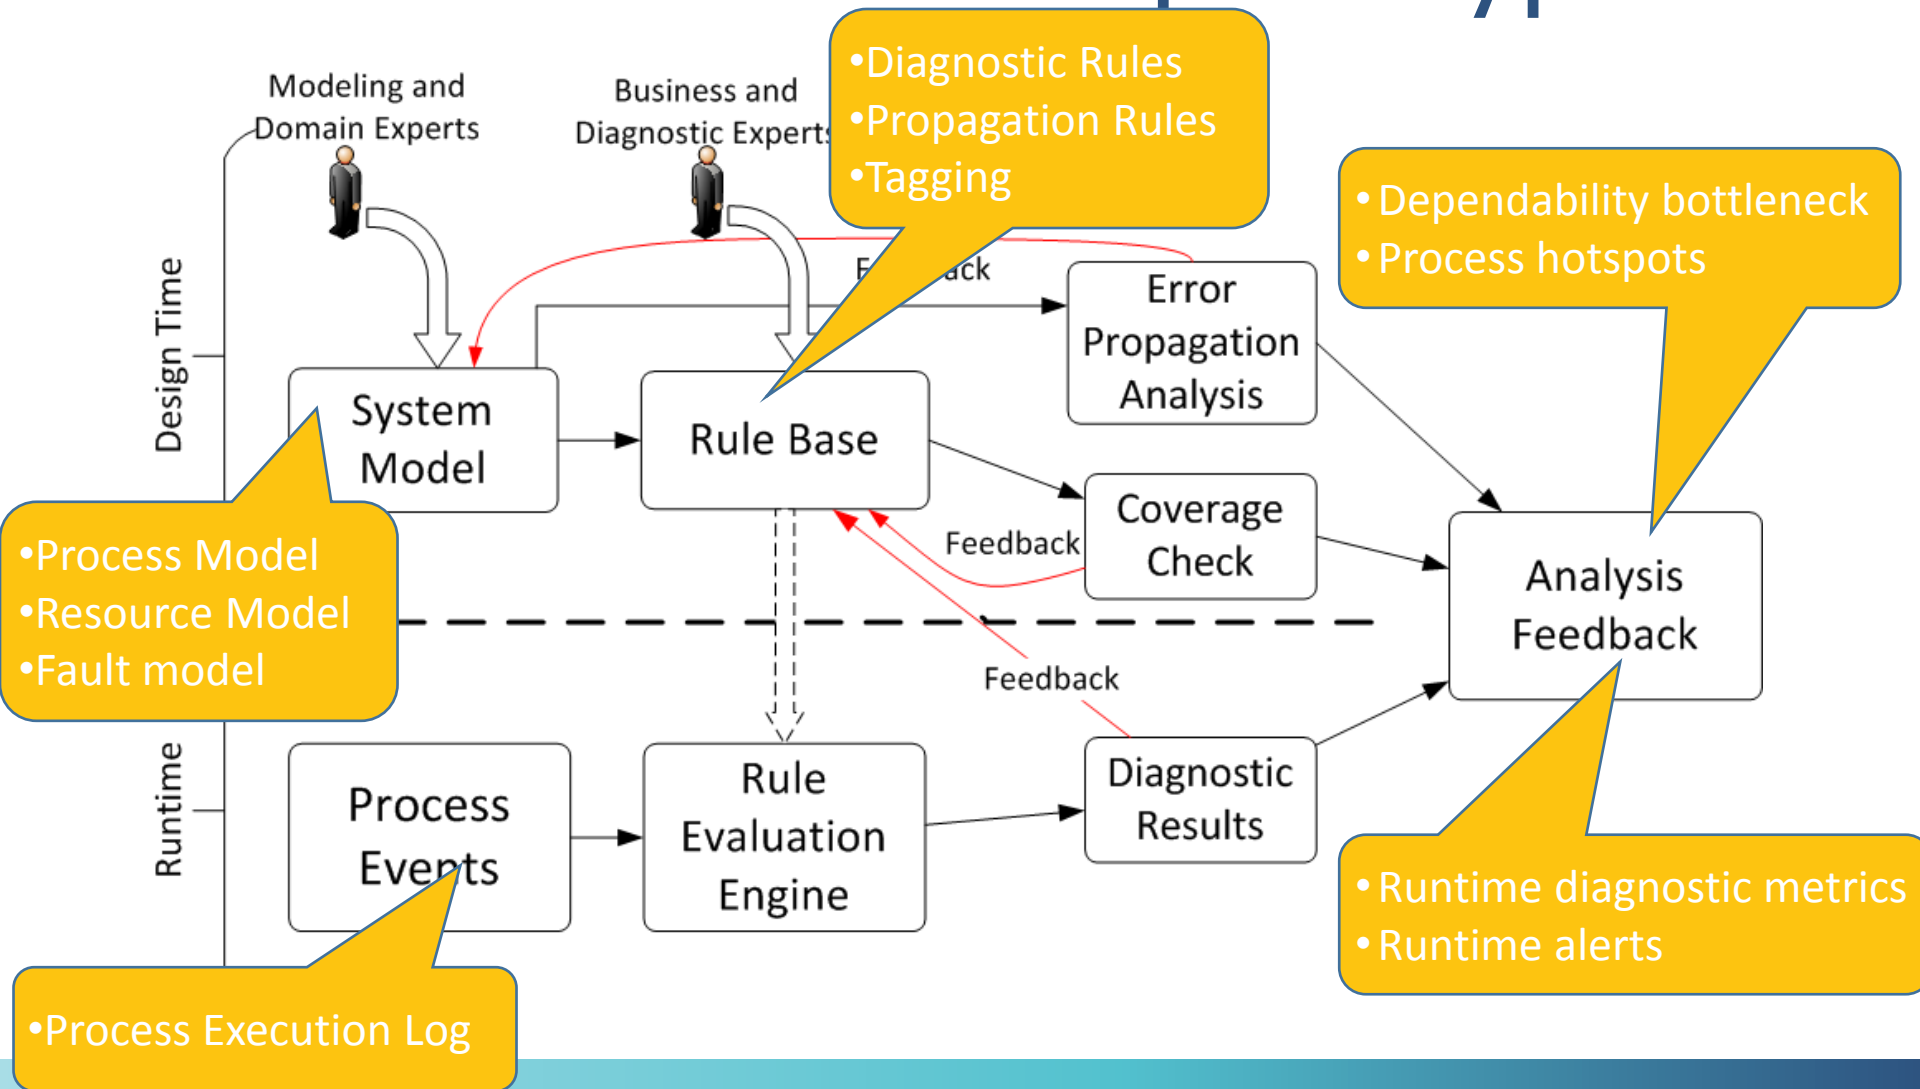 •Diagnostic Rules
•Propagation Rules
•Tagging
Modeling and
Domain Experts
Business and
Diagnostic Experts
•Dependability bottleneck
•Process hotspots
Design Time
Error
Propagation
Analysis
System
Model
Rule Base
Coverage
Check
Feedback
•Process Model
•Resource Model
•Fault model
Analysis
Feedback
Feedback
Runtime
Process
Events
Rule
Evaluation
Engine
Diagnostic
Results
•Runtime diagnostic metrics
•Runtime alerts
•Process Execution Log